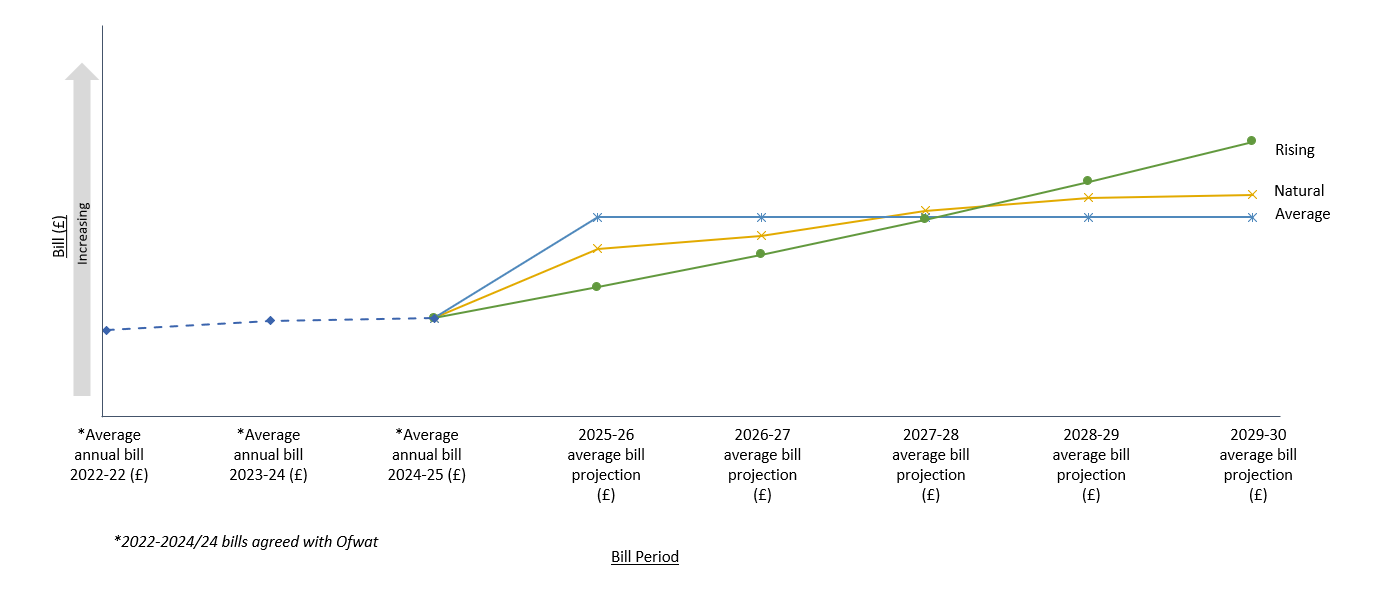 Rising
Natural
Average
Bill (£)
Increasing
*Average
annual bill
2022-22 (£)
*Average
annual bill
2023-24 (£)
*Average
annual bill
2024-25 (£)
2025-26
average bill
projection
(£)
2026-27
average bill
projection
(£)
2027-28
average bill
projection
(£)
2028-29
average bill
projection
(£)
2029-30
average bill
projection
(£)
*2022-2024/24 bills agreed with Ofwat
Bill Period